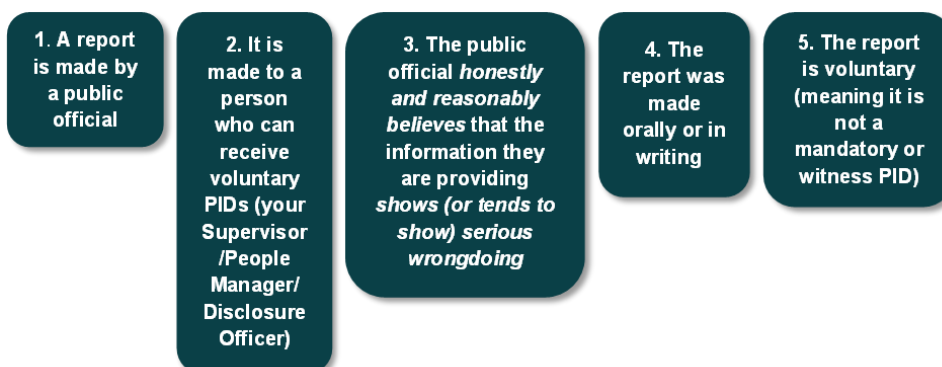 1. A report
is made by
a public
official
2. It is
made to a
person
who can
receive
voluntary
PIDs (your
Supervisor
/People
Manager/
Disclosure
Officer)
3. The public
official honestly
and reasonably
believes that the
information they
are providing
shows (or tends to
show) serious
wrongdoing
4. The
report was
made
orally or in
writing
5. The report
is voluntary
(meaning it is
not a
mandatory or
witness PID)